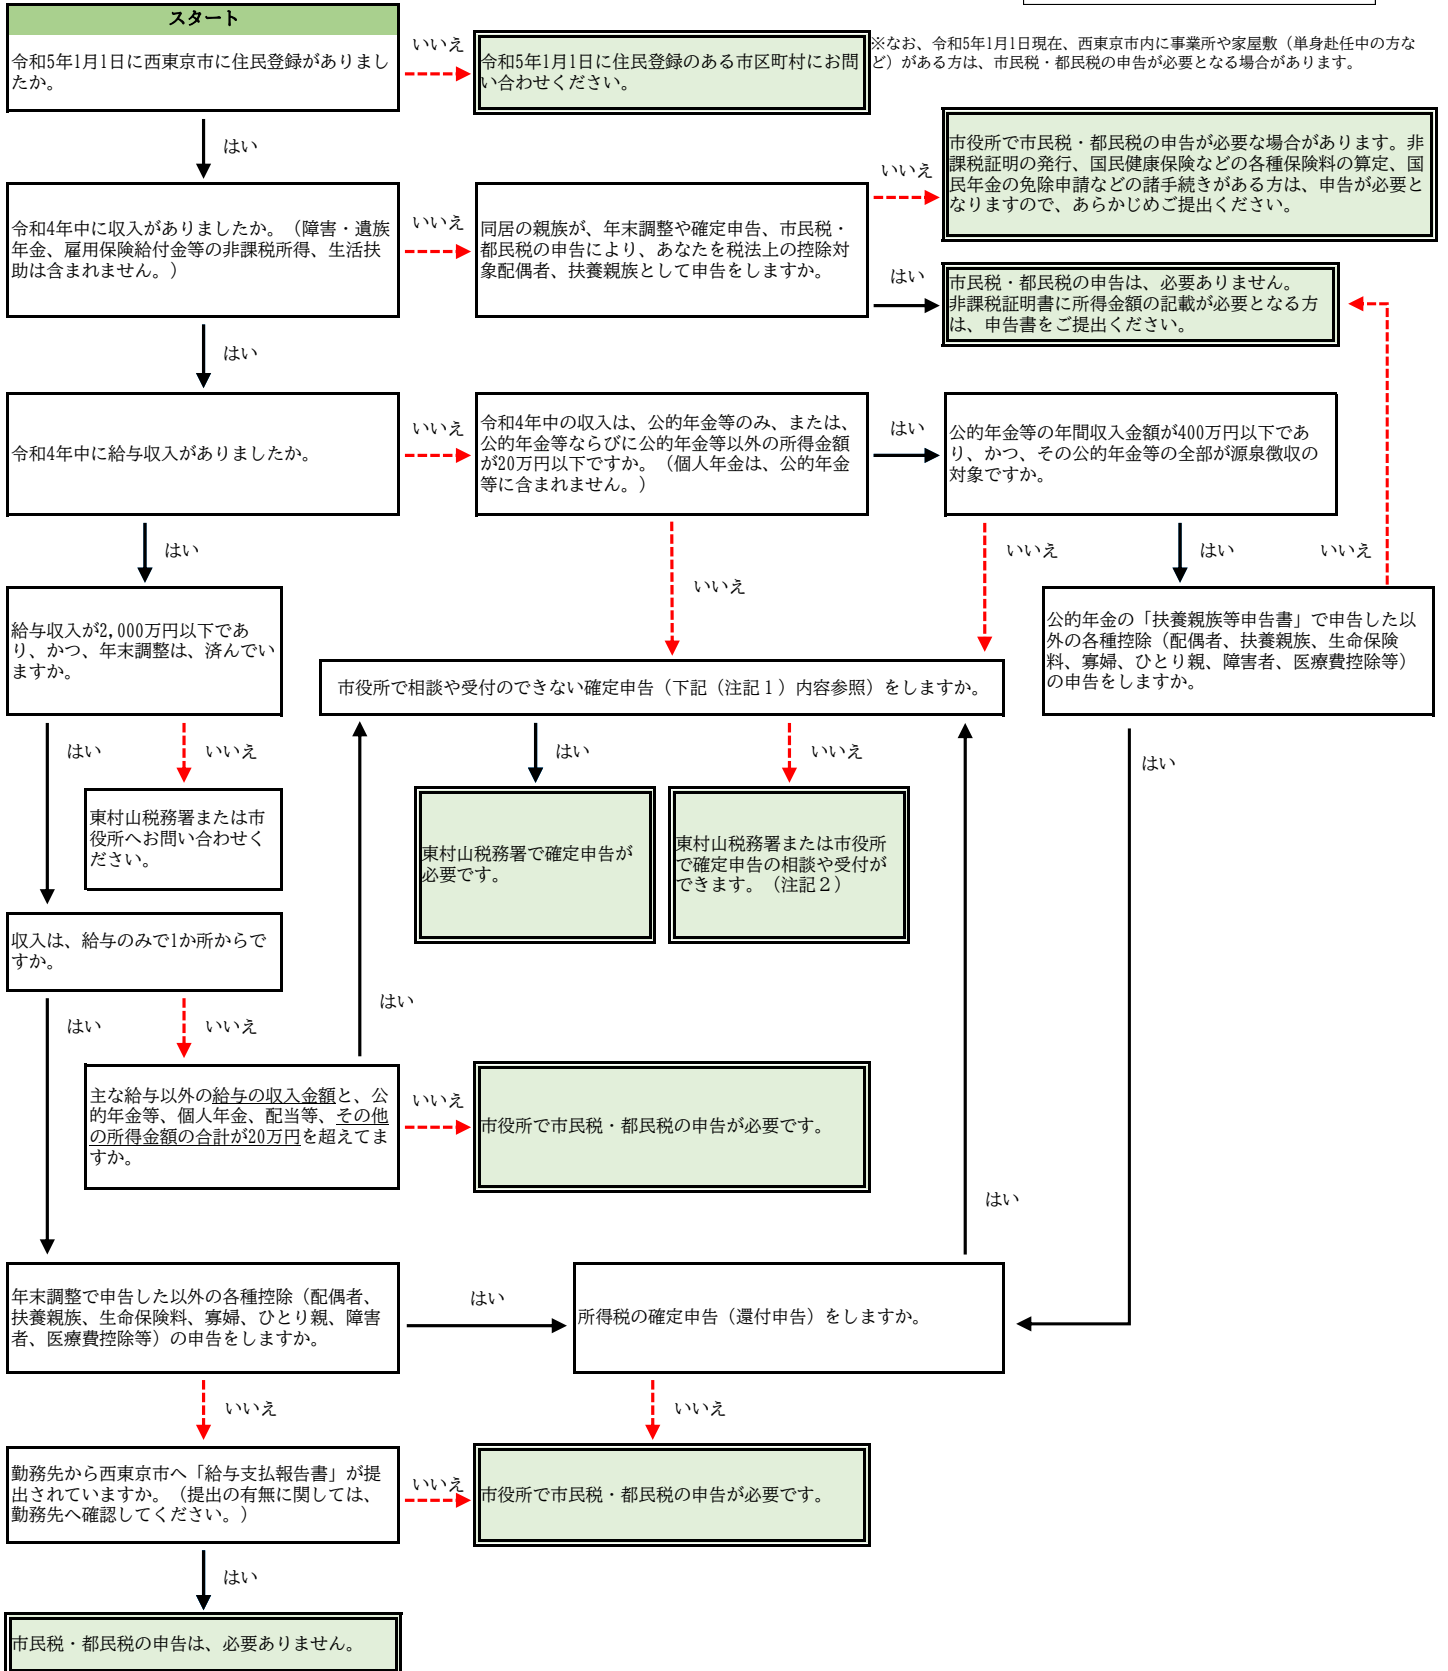 スタート
令和5年1月1日に西東京市に住民登録がありまし
たか。
いいえ
令和5年1月1日に住民登録のある市区町村にお問
い合わせください。
※なお、令和5年1月1日現在、西東京市内に事業所や家屋敷（単身赴任中の方な
ど）がある方は、市民税・都民税の申告が必要となる場合があります。
はい
令和4年中に収入がありましたか。（障害・遺族
年金、雇用保険給付金等の非課税所得、生活扶
助は含まれません。）
いいえ
同居の親族が、年末調整や確定申告、市民税・
都民税の申告により、あなたを税法上の控除対
象配偶者、扶養親族として申告をしますか。
いいえ
市役所で市民税・都民税の申告が必要な場合があります。非
課税証明の発行、国民健康保険などの各種保険料の算定、国
民年金の免除申請などの諸手続きがある方は、申告が必要と
なりますので、あらかじめご提出ください。
はい
市民税・都民税の申告は、必要ありません。
非課税証明書に所得金額の記載が必要となる方
は、申告書をご提出ください。
はい
令和4年中に給与収入がありましたか。
いいえ
令和4年中の収入は、公的年金等のみ、または、
公的年金等ならびに公的年金等以外の所得金額
が20万円以下ですか。（個人年金は、公的年金
等に含まれません。）
はい
公的年金等の年間収入金額が400万円以下であ
り、かつ、その公的年金等の全部が源泉徴収の
対象ですか。
はい
いいえ
いいえ
はい
いいえ
給与収入が2,000万円以下であ
り、かつ、年末調整は、済んでい
ますか。
公的年金の「扶養親族等申告書」で申告した以
外の各種控除（配偶者、扶養親族、生命保険
料、寡婦、ひとり親、障害者、医療費控除等）
の申告をしますか。
市役所で相談や受付のできない確定申告（下記（注記１）内容参照）をしますか。
はい
いいえ
はい
いいえ
はい
東村山税務署または市
役所へお問い合わせく
ださい。
東村山税務署で確定申告が
必要です。
東村山税務署または市役所
で確定申告の相談や受付が
できます。（注記２）
収入は、給与のみで1か所からで
すか。
はい
はい
いいえ
主な給与以外の給与の収入金額と、公
的年金等、個人年金、配当等、その他
の所得金額の合計が20万円を超えてま
すか。
いいえ
市役所で市民税・都民税の申告が必要です。
はい
年末調整で申告した以外の各種控除（配偶者、
扶養親族、生命保険料、寡婦、ひとり親、障害
者、医療費控除等）の申告をしますか。
はい
所得税の確定申告（還付申告）をしますか。
いいえ
いいえ
勤務先から西東京市へ「給与支払報告書」が提
出されていますか。（提出の有無に関しては、
勤務先へ確認してください。）
いいえ
市役所で市民税・都民税の申告が必要です。
はい
市民税・都民税の申告は、必要ありません。